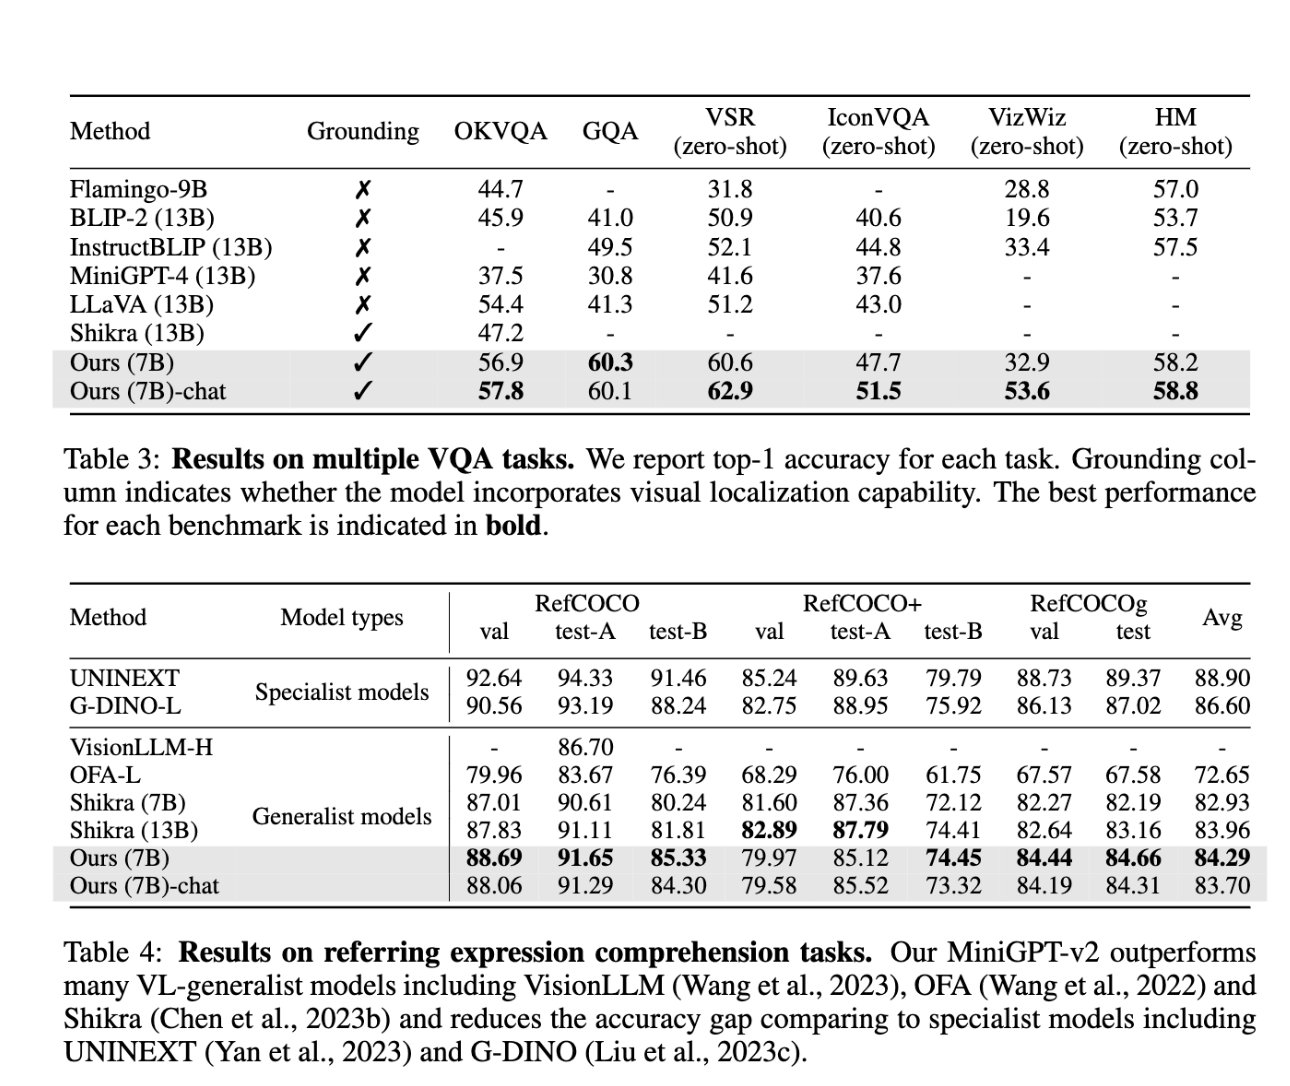 Method Grounding OKVQA GQA VSR (zero-shot) IconVQA (zero-shot) VizWiz (zero-shot) HM (zero-shot)
Flamingo-9B ✗ 44.7 - 31.8 - 28.8 57.0
BLIP-2 (13B) ✗ 45.9 41.0 50.9 40.6 19.6 53.7
InstructBLIP (13B) ✗ - 49.5 52.1 44.8 33.4 57.5
MiniGPT-4 (13B) ✗ 37.5 30.8 41.6 37.6 - -
LLaVA (13B) ✗ 54.4 41.3 51.2 43.0 - -
Shikra (13B) ✓ 47.2 - - - - -
Ours (7B) ✓ 56.9 60.3 60.6 47.7 32.9 58.2
Ours (7B)-chat ✓ 57.8 60.1 62.9 51.5 53.6 58.8
Table 3: Results on multiple VQA tasks. We report top-1 accuracy for each task. Grounding col-
umn indicates whether the model incorporates visual localization capability. The best performance
for each benchmark is indicated in bold.
Method Model types RefCOCO RefCOCO+ RefCOCOg Avg
val test-A test-B val test-A test-B val test
UNINEXT Specialist models 92.64 94.33 91.46 85.24 89.63 79.79 88.73 89.37 88.90
G-DINO-L 90.56 93.19 88.24 82.75 88.95 75.92 86.13 87.02 86.60
VisionLLM-H Generalist models - 86.70 - - - - - - -
OFA-L 79.96 83.67 76.39 68.29 76.00 61.75 67.57 67.58 72.65
Shikra (7B) 87.01 90.61 80.24 81.60 87.36 72.12 82.27 82.19 82.93
Shikra (13B) 87.83 91.11 81.81 82.89 87.79 74.41 82.64 83.16 83.96
Ours (7B) 88.69 91.65 85.33 79.97 85.12 74.45 84.44 84.66 84.29
Ours (7B)-chat 88.06 91.29 84.30 79.58 85.52 73.32 84.19 84.31 83.70
Table 4: Results on referring expression comprehension tasks. Our MiniGPT-v2 outperforms
many VL-generalist models including VisionLLM (Wang et al., 2023), OFA (Wang et al., 2022) and
Shikra (Chen et al., 2023b) and reduces the accuracy gap comparing to specialist models including
UNINEXT (Yan et al., 2023) and G-DINO (Liu et al., 2023c).